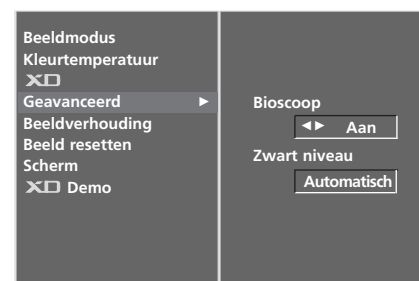 Beeldmodus
Kleurtemperatuur
XD
Geavanceerd ►
Beeldverhouding
Beeld resetten
Scherm
XD Demo
Bioscoop
◄► Aan
Zwart niveau
Automatisch